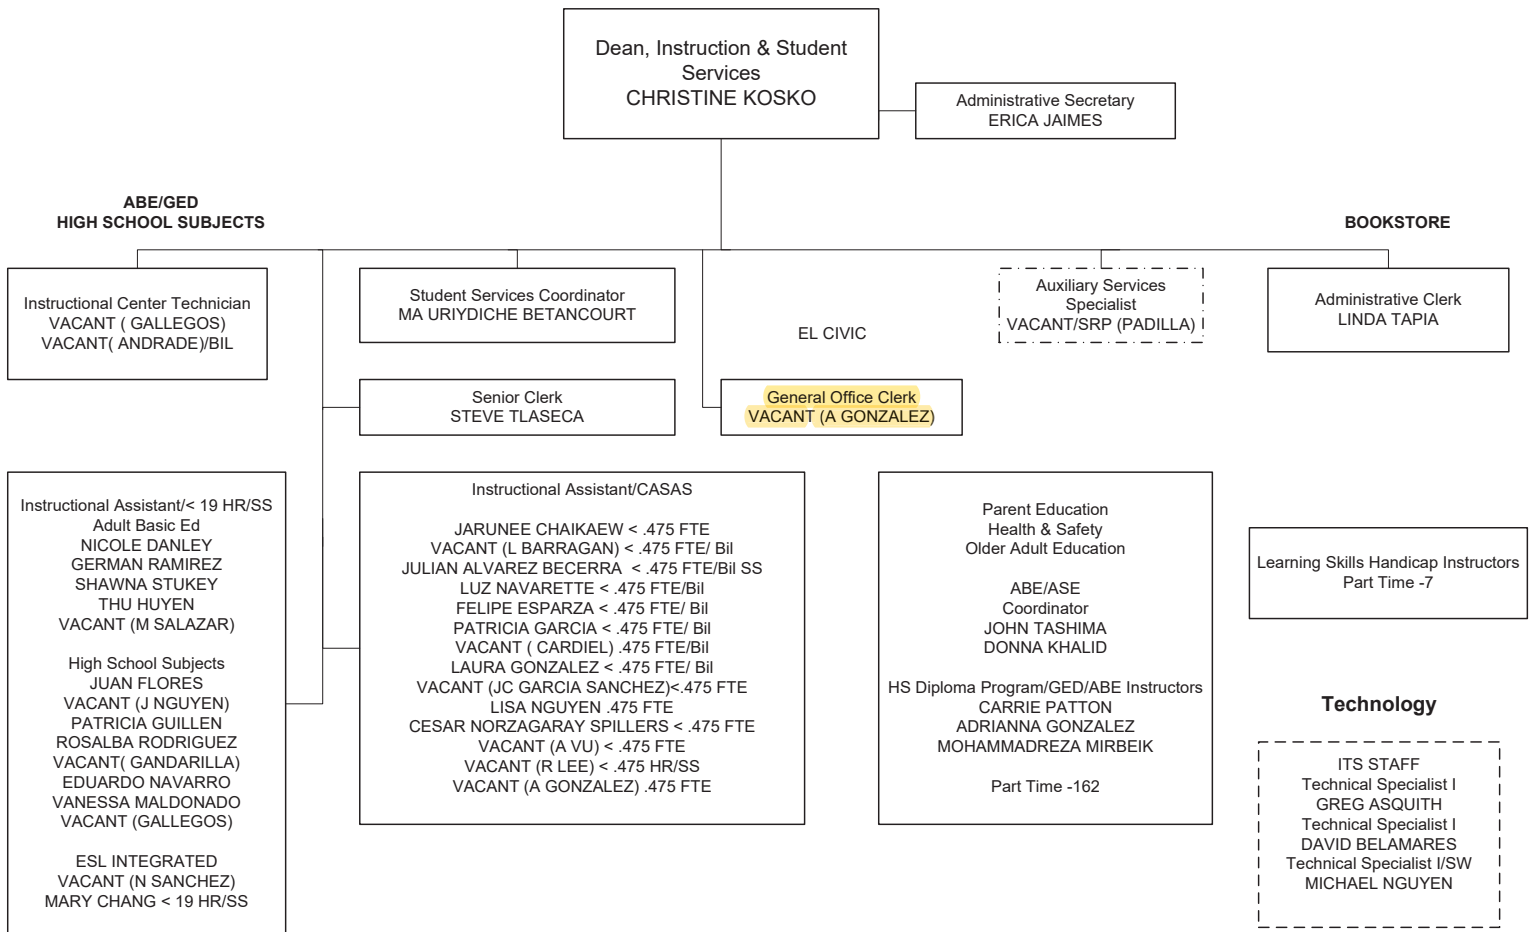 Dean, Instruction & Student
Services
CHRISTINE KOSKO
Administrative Secretary
ERICA JAIMES
ABE/GED
HIGH SCHOOL SUBJECTS
BOOKSTORE
Instructional Center Technician
VACANT ( GALLEGOS)
VACANT( ANDRADE)/BIL
Student Services Coordinator
MA URIYDICHE BETANCOURT
EL CIVIC
Auxiliary Services
Specialist
VACANT/SRP (PADILLA)
Administrative Clerk
LINDA TAPIA
Senior Clerk
STEVE TLASECA
General Office Clerk
VACANT (A GONZALEZ)
Instructional Assistant/< 19 HR/SS
Adult Basic Ed
NICOLE DANLEY
GERMAN RAMIREZ
SHAWNA STUKEY
THU HUYEN
VACANT (M SALAZAR)
High School Subjects
JUAN FLORES
VACANT (J NGUYEN)
PATRICIA GUILLEN
ROSALBA RODRIGUEZ
VACANT( GANDARILLA)
EDUARDO NAVARRO
VANESSA MALDONADO
VACANT (GALLEGOS)
ESL INTEGRATED
VACANT (N SANCHEZ)
MARY CHANG < 19 HR/SS
Instructional Assistant/CASAS
JARUNEE CHAIKAEW < .475 FTE
VACANT (L BARRAGAN) < .475 FTE/ Bil
JULIAN ALVAREZ BECERRA  < .475 FTE/Bil SS
LUZ NAVARETTE < .475 FTE/Bil
FELIPE ESPARZA < .475 FTE/ Bil
PATRICIA GARCIA < .475 FTE/ Bil
VACANT ( CARDIEL) .475 FTE/Bil
LAURA GONZALEZ < .475 FTE/ Bil
VACANT (JC GARCIA SANCHEZ)<.475 FTE
LISA NGUYEN .475 FTE
CESAR NORZAGARAY SPILLERS < .475 FTE
VACANT (A VU) < .475 FTE
VACANT (R LEE) < .475 HR/SS
VACANT (A GONZALEZ) .475 FTE
Parent Education
Health & Safety
Older Adult Education
ABE/ASE
Coordinator
JOHN TASHIMA
DONNA KHALID
HS Diploma Program/GED/ABE Instructors
CARRIE PATTON
ADRIANNA GONZALEZ
MOHAMMADREZA MIRBEIK
Part Time -162
Learning Skills Handicap Instructors
Part Time -7
Technology
ITS STAFF
Technical Specialist I
GREG ASQUITH
Technical Specialist I
DAVID BELAMARES
Technical Specialist I/SW
MICHAEL NGUYEN